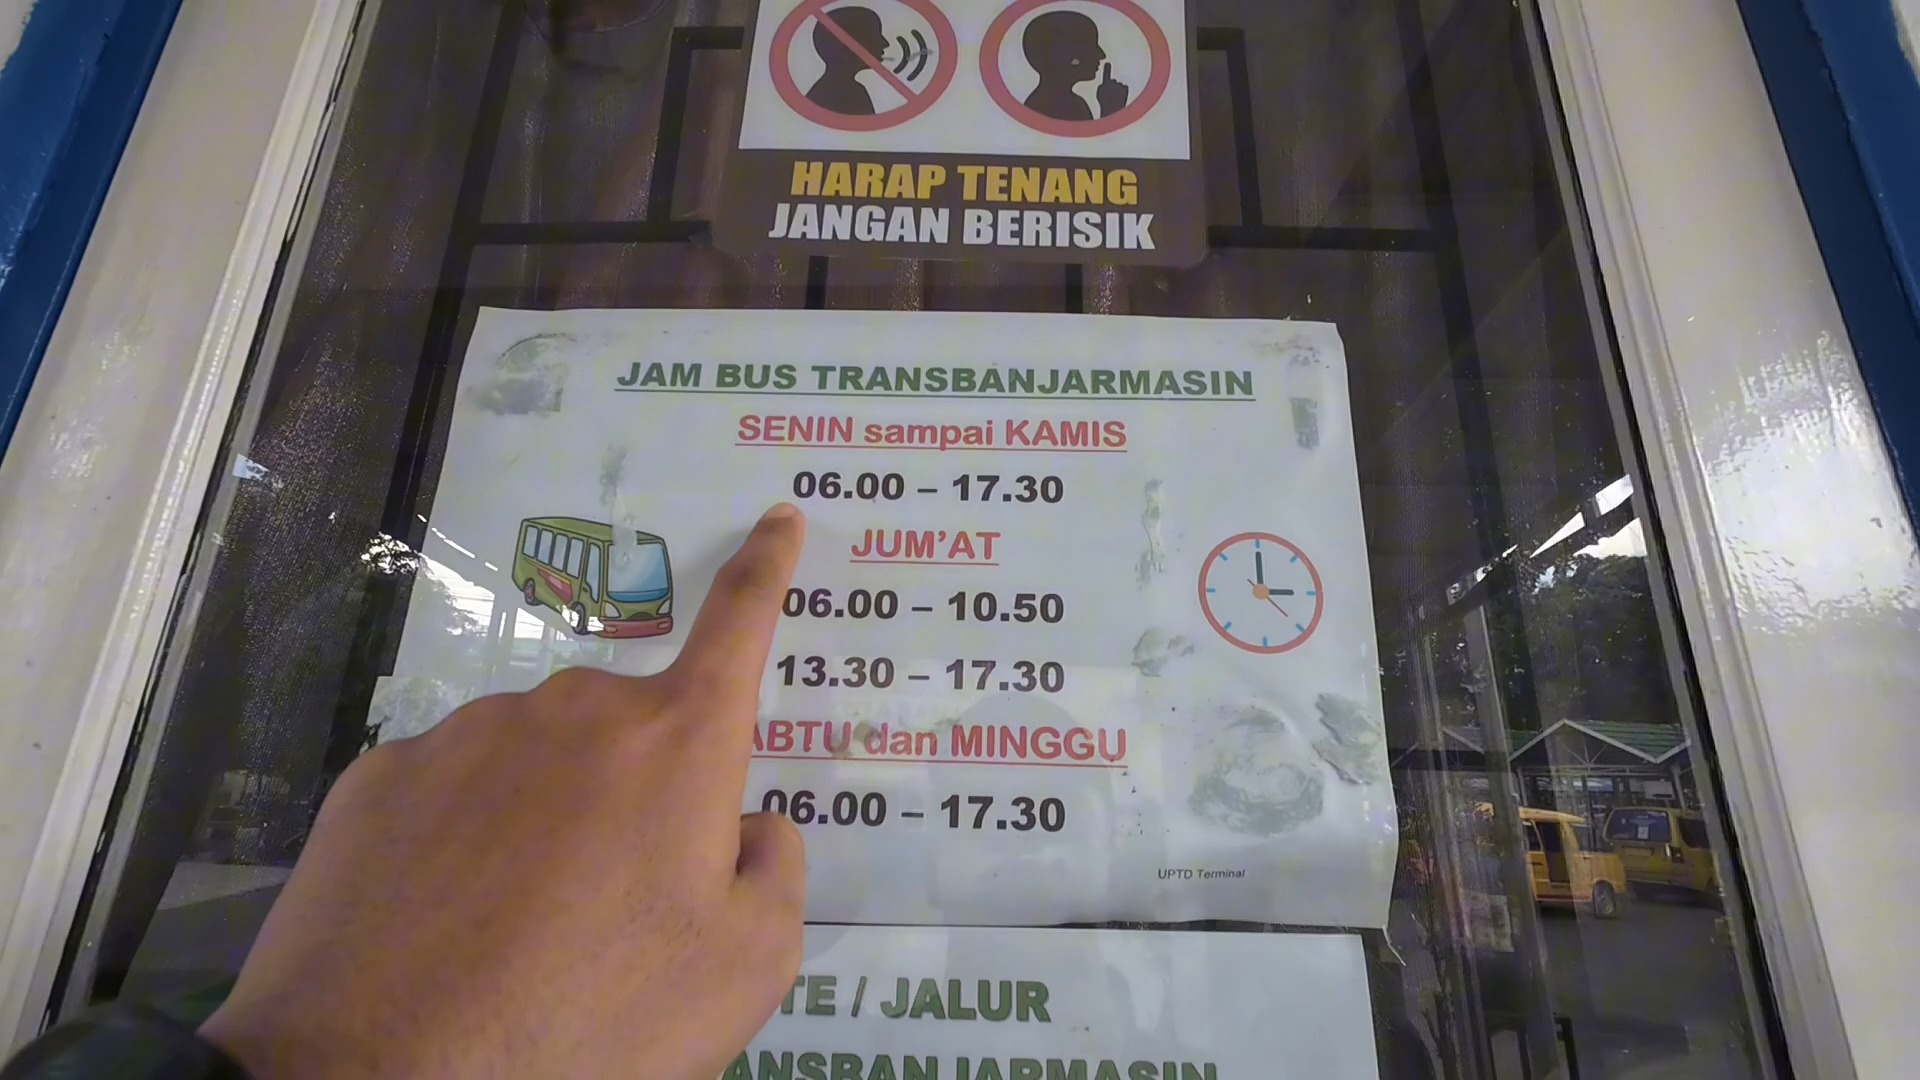 HARAP TENANG
JANGAN BERISIK
JAM BUS TRANSBANJARMASIN
SENIN sampai KAMIS
06.00 – 17.30
JUM'AT
06.00 – 10.50
13.30 – 17.30
ABTU dan MINGGU
06.00 – 17.30
UPTD Terminal
TE / JALUR
ANSBANJARMASIN